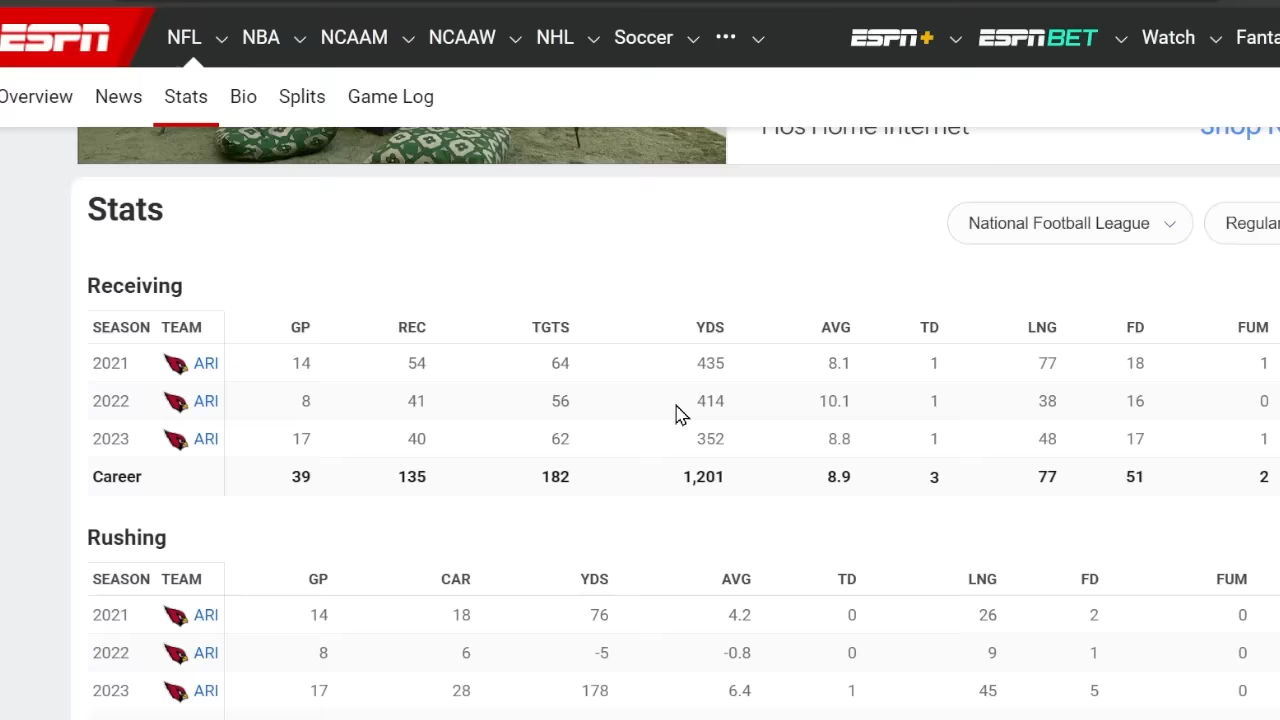 ESPN NFL NBA NCAAM NCAAW NHL Soccer ••• ESPN+ ESPN BET Watch Fanta
Overview News Stats Bio Splits Game Log
Stats
National Football League Regular
Receiving
SEASON TEAM GP REC TGTS YDS AVG TD LNG FD FUM
2021 ARI 14 54 64 435 8.1 1 77 18 1
2022 ARI 8 41 56 414 10.1 1 38 16 0
2023 ARI 17 40 62 352 8.8 1 48 17 1
Career 39 135 182 1,201 8.9 3 77 51 2
Rushing
SEASON TEAM GP CAR YDS AVG TD LNG FD FUM
2021 ARI 14 18 76 4.2 0 26 2 0
2022 ARI 8 6 -5 -0.8 0 9 1 0
2023 ARI 17 28 178 6.4 1 45 5 0